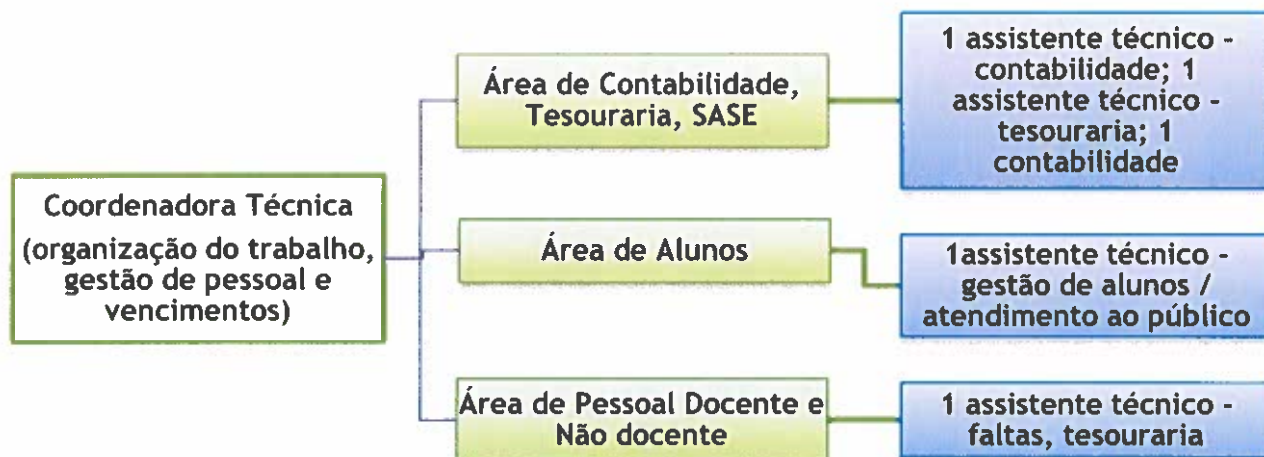 Coordenadora Técnica
(organização do trabalho,
gestão de pessoal e
vencimentos)
Área de Contabilidade,
Tesouraria, SASE
1 assistente técnico -
contabilidade; 1
assistente técnico -
tesouraria; 1
contabilidade
Área de Alunos
1assistente técnico -
gestão de alunos /
atendimento ao público
Área de Pessoal Docente e
Não docente
1 assistente técnico -
faltas, tesouraria